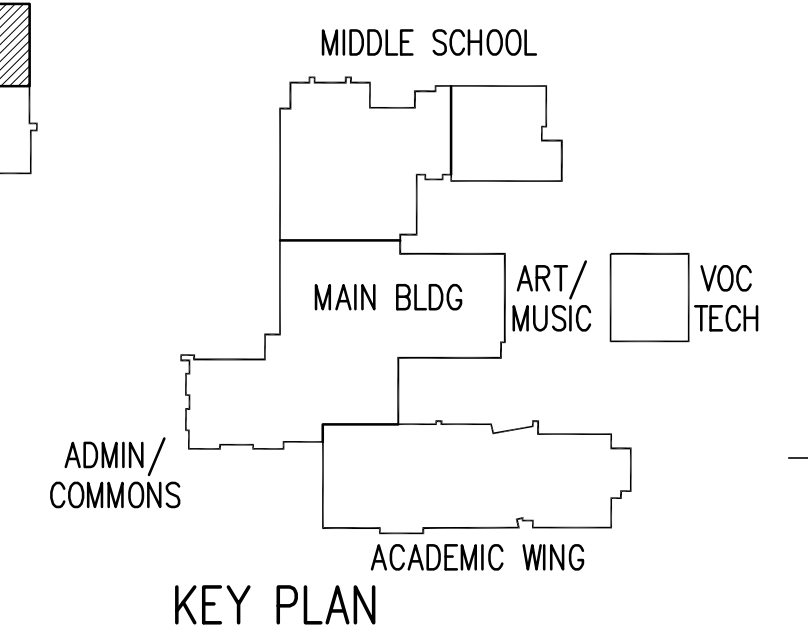 MIDDLE SCHOOL
MAIN BLDG
ART/
MUSIC
VOC
TECH
ADMIN/
COMMONS
ACADEMIC WING
KEY PLAN